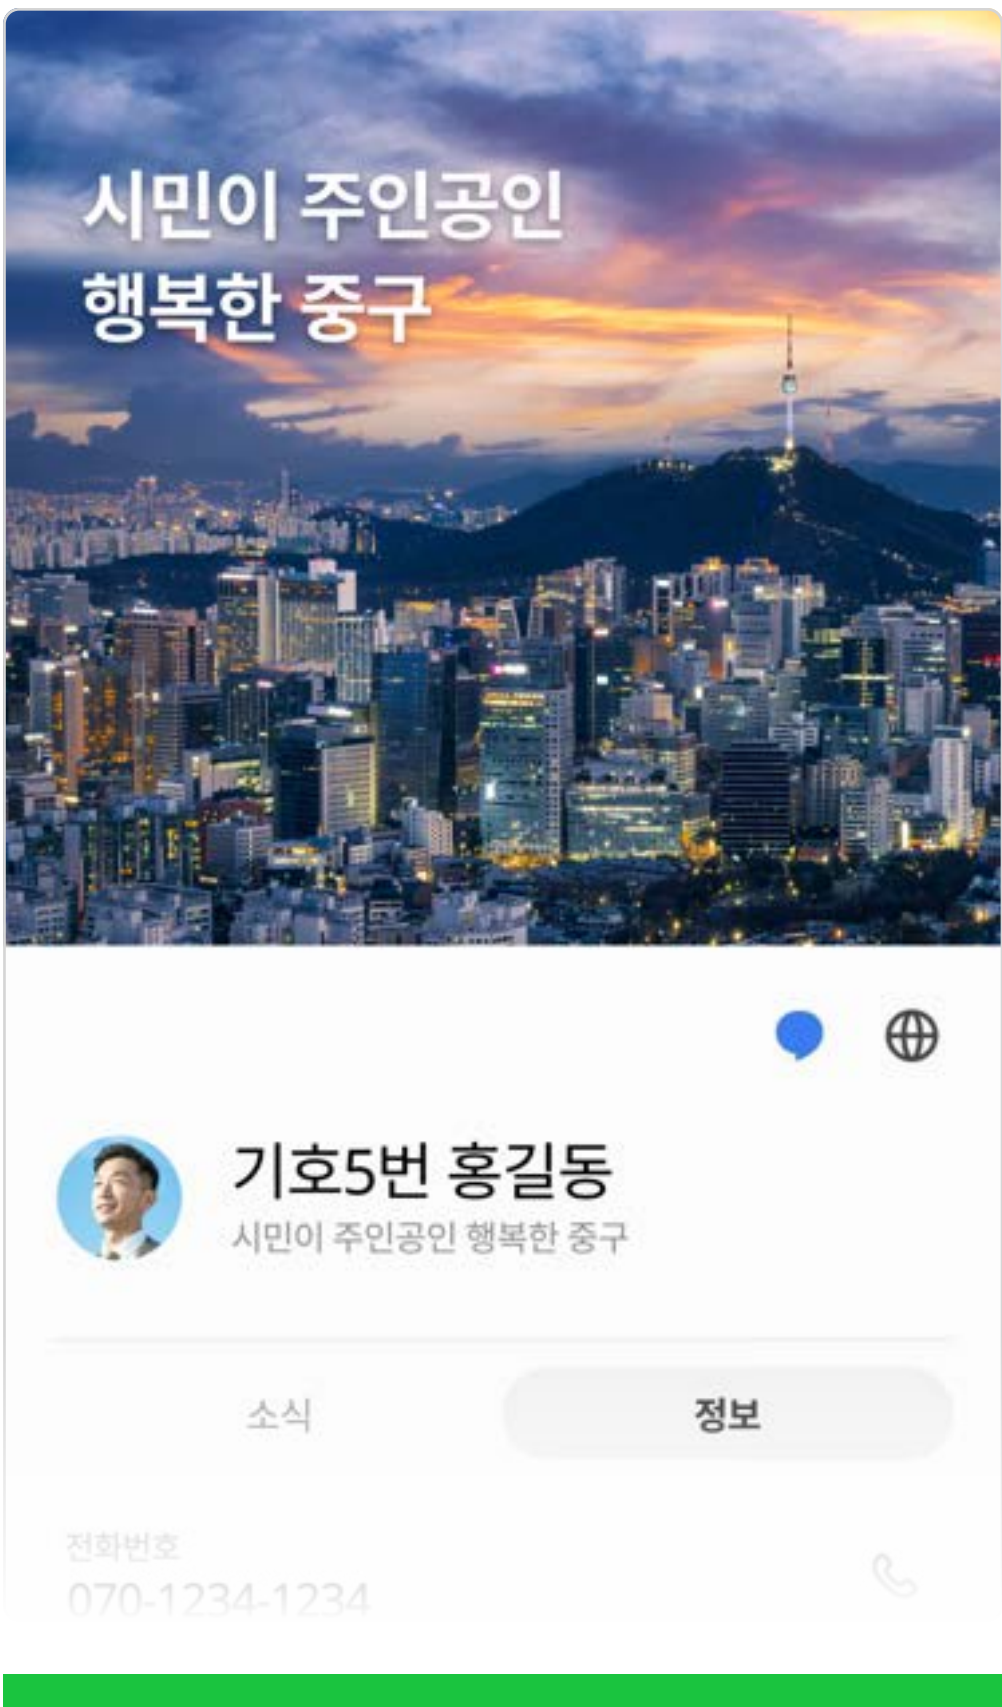 시민이 주인공인
행복한 중구
기호5번 홍길동
시민이 주인공인 행복한 중구
소식
정보
전화번호
070-1234-1234